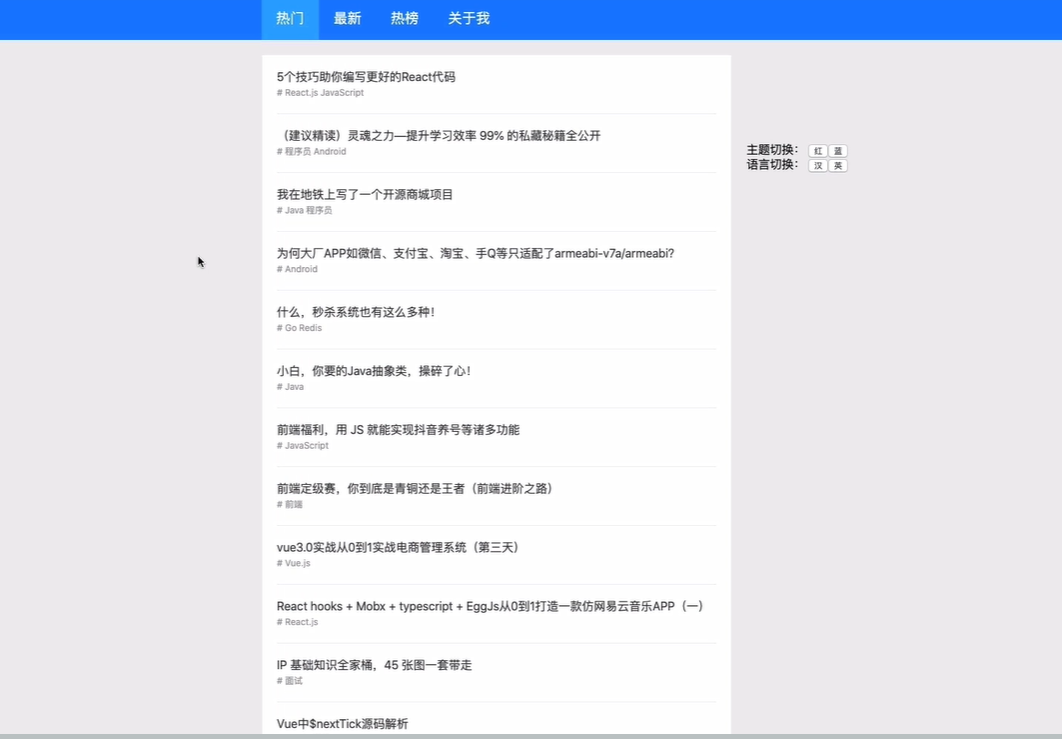 热门 最新 热榜 关于我
5个技巧助你编写更好的React代码
# React.js JavaScript
（建议精读）灵魂之力—提升学习效率 99% 的私藏秘籍全公开
# 程序员 Android
主题切换： 红 蓝
语言切换： 汉 英
我在地铁上写了一个开源商城项目
# Java 程序员
为何大厂APP如微信、支付宝、淘宝、手Q等只适配了armeabi-v7a/armeabi?
# Android
什么，秒杀系统也有这么多种！
# Go Redis
小白，你要的Java抽象类，操碎了心！
# Java
前端福利，用 JS 就能实现抖音养号等诸多功能
# JavaScript
前端定级赛，你到底是青铜还是王者（前端进阶之路）
# 前端
vue3.0实战从0到1实战电商管理系统（第三天）
# Vue.js
React hooks + Mobx + typescript + EggJs从0到1打造一款仿网易云音乐APP（一）
# React.js
IP 基础知识全家桶，45 张图一套带走
# 面试
Vue中$nextTick源码解析